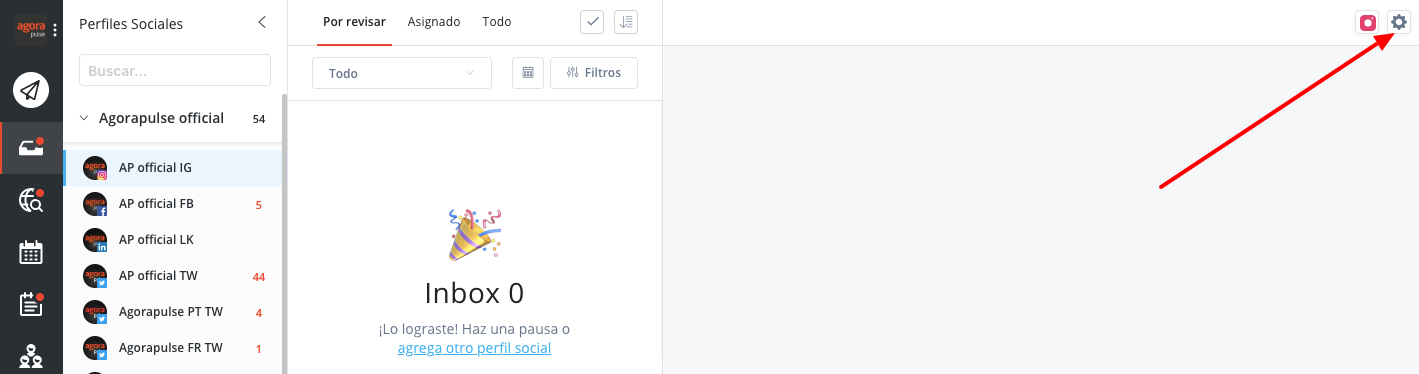 agora
pulse
Perfiles Sociales
Buscar...
Agorapulse official 54
AP official IG
AP official FB 5
AP official LK
AP official TW 44
Agorapulse PT TW 4
Agorapulse FR TW 1
Por revisar Asignado Todo
Todo Filtros
Inbox 0
¡Lo lograste! Haz una pausa o
agrega otro perfil social